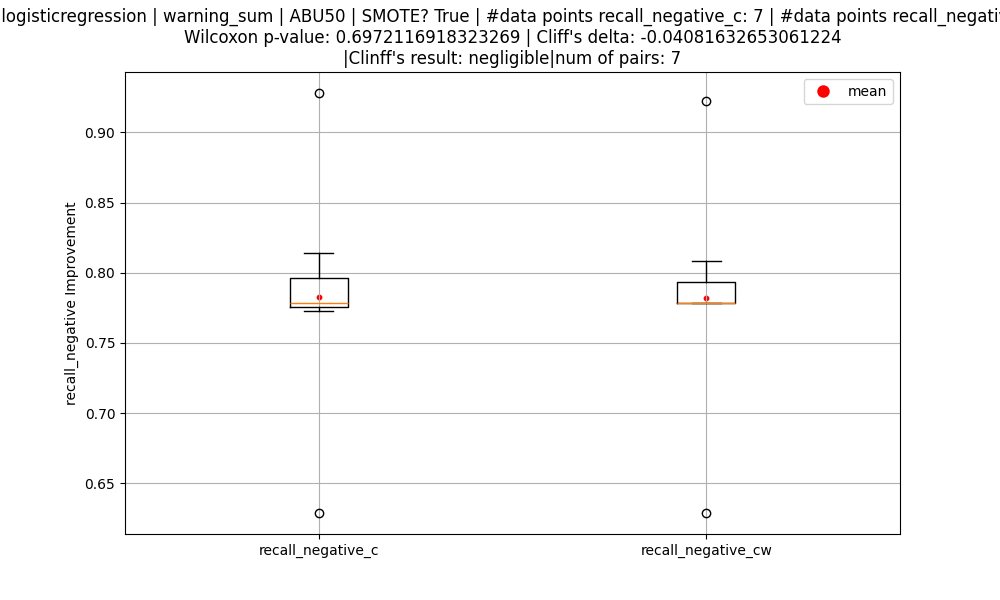 logisticregression | warning_sum | ABU50 | SMOTE? True | #data points recall_negative_c: 7 | #data points
Wilcoxon p-value: 0.6972116918323269 | Cliff's delta: -0.04081632653061224
|Clinff's result: negligible|num of pairs: 7
mean
0.90
0.85
0.80
0.75
0.70
0.65
recall_negative Improvement
recall_negative_c
recall_negative_cw